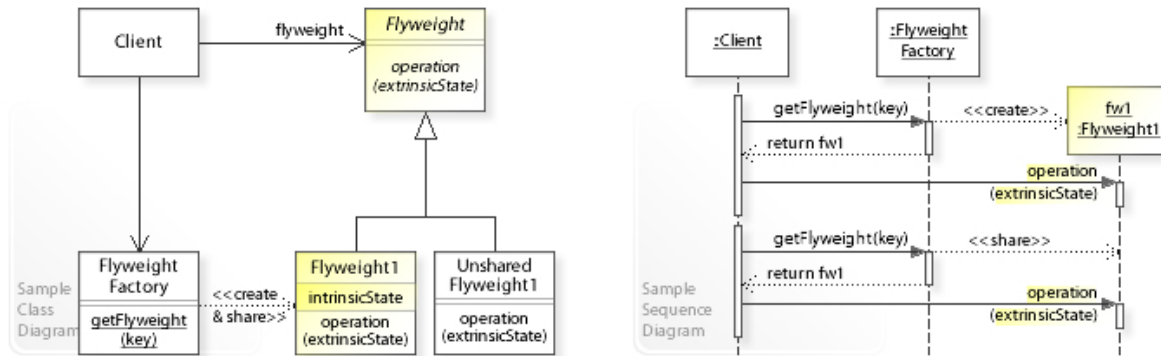 Client
flyweight
Flyweight
operation
(extrinsicState)
Flyweight
Factory
getFlyweight
(key)
<<create
& share>>
Flyweight1
intrinsicState
operation
(extrinsicState)
Unshared
Flyweight1
operation
(extrinsicState)
Sample
Class
Diagram
:Client
:Flyweight
Factory
getFlyweight(key)
<<create>>
fw1
:Flyweight1
return fw1
operation
(extrinsicState)
getFlyweight(key)
<<share>>
return fw1
operation
(extrinsicState)
Sample
Sequence
Diagram